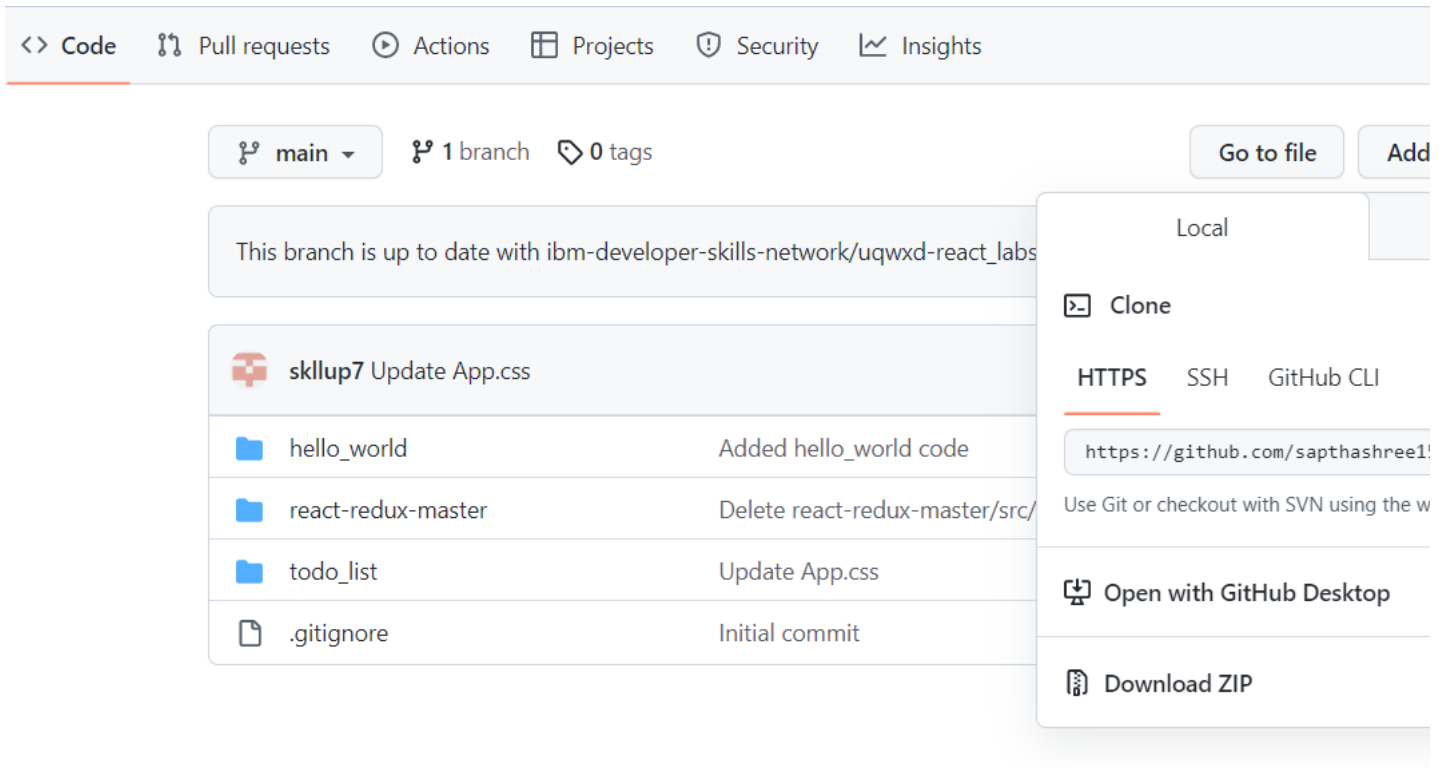 Code Pull requests Actions Projects Security Insights
main 1 branch 0 tags Go to file Add
This branch is up to date with ibm-developer-skills-network/uqwxd-react_labs
skllup7 Update App.css
hello_world Added hello_world code
react-redux-master Delete react-redux-master/src/
todo_list Update App.css
.gitignore Initial commit
Local
Clone
HTTPS SSH GitHub CLI
https://github.com/sapthashree15
Use Git or checkout with SVN using the w
Open with GitHub Desktop
Download ZIP